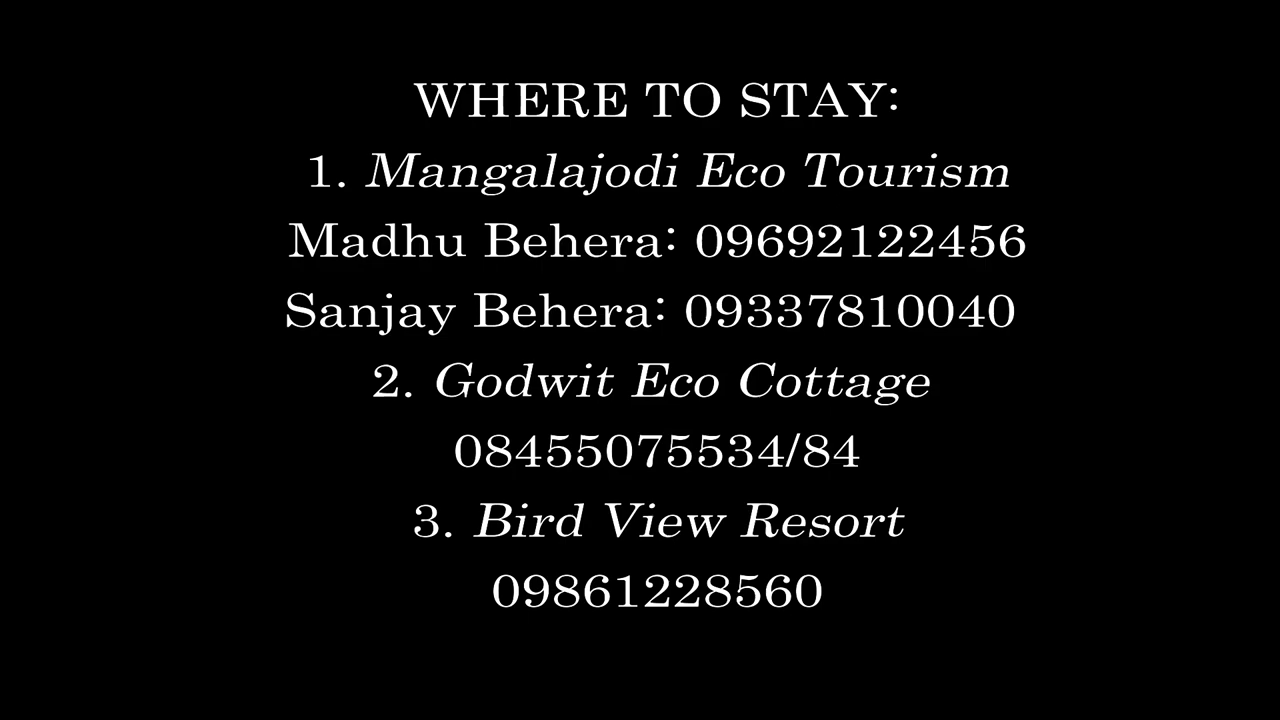 WHERE TO STAY:
1. Mangalajodi Eco Tourism
Madhu Behera: 09692122456
Sanjay Behera: 09337810040
2. Godwit Eco Cottage
08455075534/84
3. Bird View Resort
09861228560